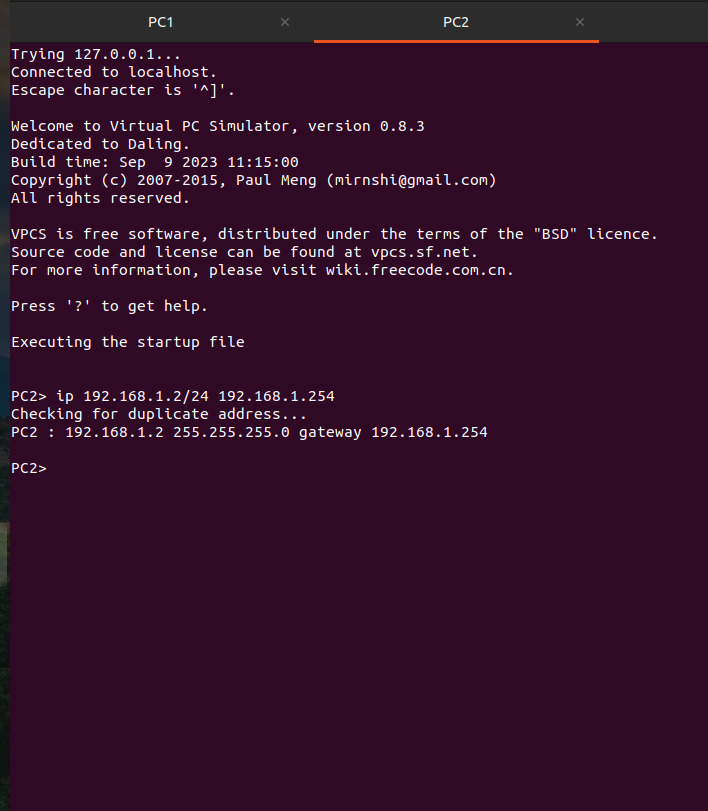 PC1 × PC2 ×
Trying 127.0.0.1...
Connected to localhost.
Escape character is '^]'.
Welcome to Virtual PC Simulator, version 0.8.3
Dedicated to Daling.
Build time: Sep  9 2023 11:15:00
Copyright (c) 2007-2015, Paul Meng (mirnshi@gmail.com)
All rights reserved.
VPCS is free software, distributed under the terms of the "BSD" licence.
Source code and license can be found at vpcs.sf.net.
For more information, please visit wiki.freecode.com.cn.
Press '?' to get help.
Executing the startup file
PC2> ip 192.168.1.2/24 192.168.1.254
Checking for duplicate address...
PC2 : 192.168.1.2 255.255.255.0 gateway 192.168.1.254
PC2>